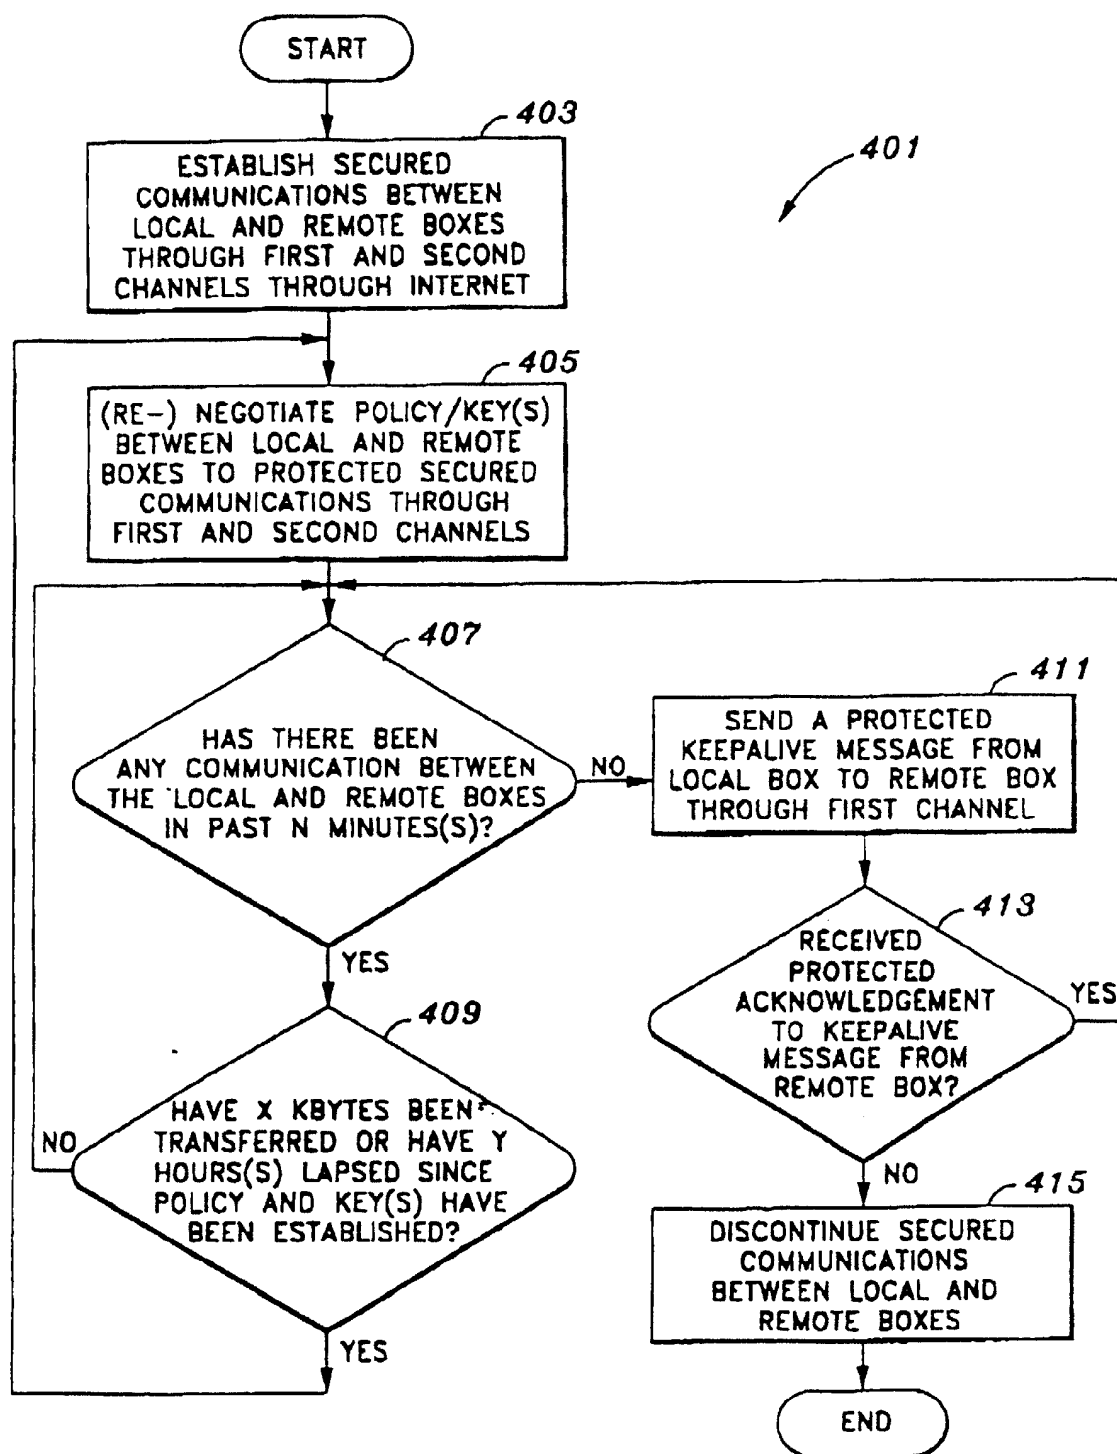 START
403
401
ESTABLISH SECURED
COMMUNICATIONS BETWEEN
LOCAL AND REMOTE BOXES
THROUGH FIRST AND SECOND
CHANNELS THROUGH INTERNET
405
(RE-) NEGOTIATE POLICY/KEY(S)
BETWEEN LOCAL AND REMOTE
BOXES TO PROTECTED SECURED
COMMUNICATIONS THROUGH
FIRST AND SECOND CHANNELS
407
HAS THERE BEEN
ANY COMMUNICATION BETWEEN
THE LOCAL AND REMOTE BOXES
IN PAST N MINUTES(S)?
NO
YES
411
SEND A PROTECTED
KEEPALIVE MESSAGE FROM
LOCAL BOX TO REMOTE BOX
THROUGH FIRST CHANNEL
413
RECEIVED
PROTECTED
ACKNOWLEDGEMENT
TO KEEPALIVE
MESSAGE FROM
REMOTE BOX?
YES
NO
409
HAVE X KBYTES BEEN
TRANSFERRED OR HAVE Y
HOURS(S) LAPSED SINCE
POLICY AND KEY(S) HAVE
BEEN ESTABLISHED?
NO
YES
415
DISCONTINUE SECURED
COMMUNICATIONS
BETWEEN LOCAL AND
REMOTE BOXES
END